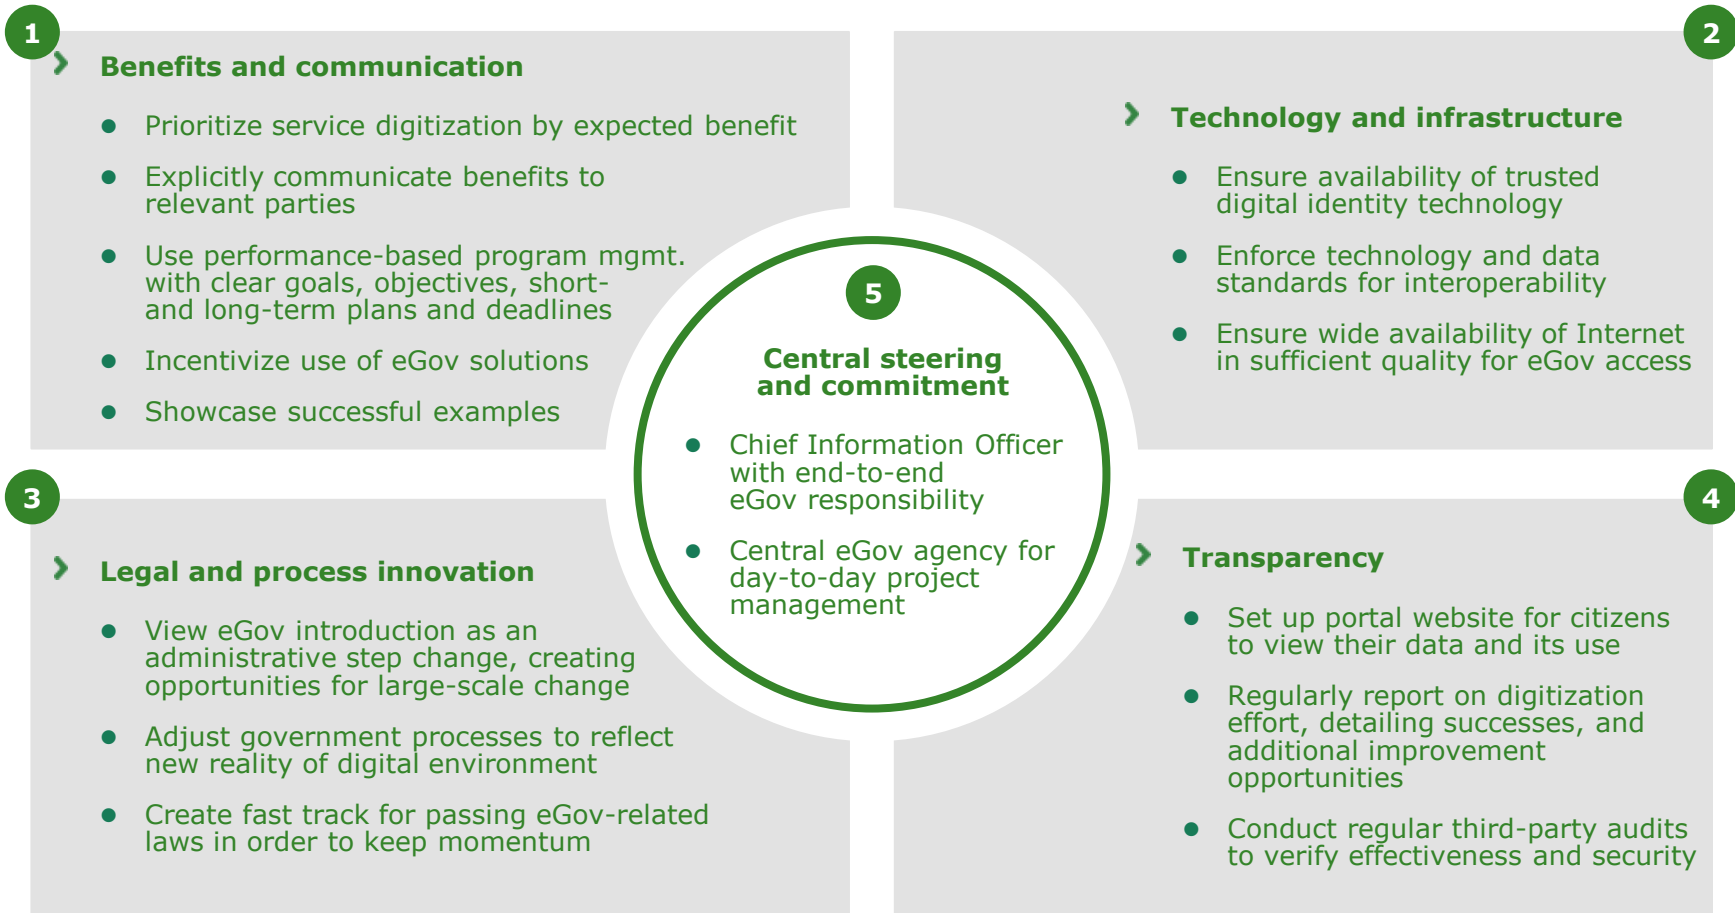 1
Benefits and communication
● Prioritize service digitization by expected benefit
● Explicitly communicate benefits to
relevant parties
● Use performance-based program mgmt.
with clear goals, objectives, short-
and long-term plans and deadlines
● Incentivize use of eGov solutions
● Showcase successful examples
2
Technology and infrastructure
● Ensure availability of trusted
digital identity technology
● Enforce technology and data
standards for interoperability
● Ensure wide availability of Internet
in sufficient quality for eGov access
3
Legal and process innovation
● View eGov introduction as an
administrative step change, creating
opportunities for large-scale change
● Adjust government processes to reflect
new reality of digital environment
● Create fast track for passing eGov-related
laws in order to keep momentum
4
Transparency
● Set up portal website for citizens
to view their data and its use
● Regularly report on digitization
effort, detailing successes, and
additional improvement
opportunities
● Conduct regular third-party audits
to verify effectiveness and security
5
Central steering
and commitment
● Chief Information Officer
with end-to-end
eGov responsibility
● Central eGov agency for
day-to-day project
management